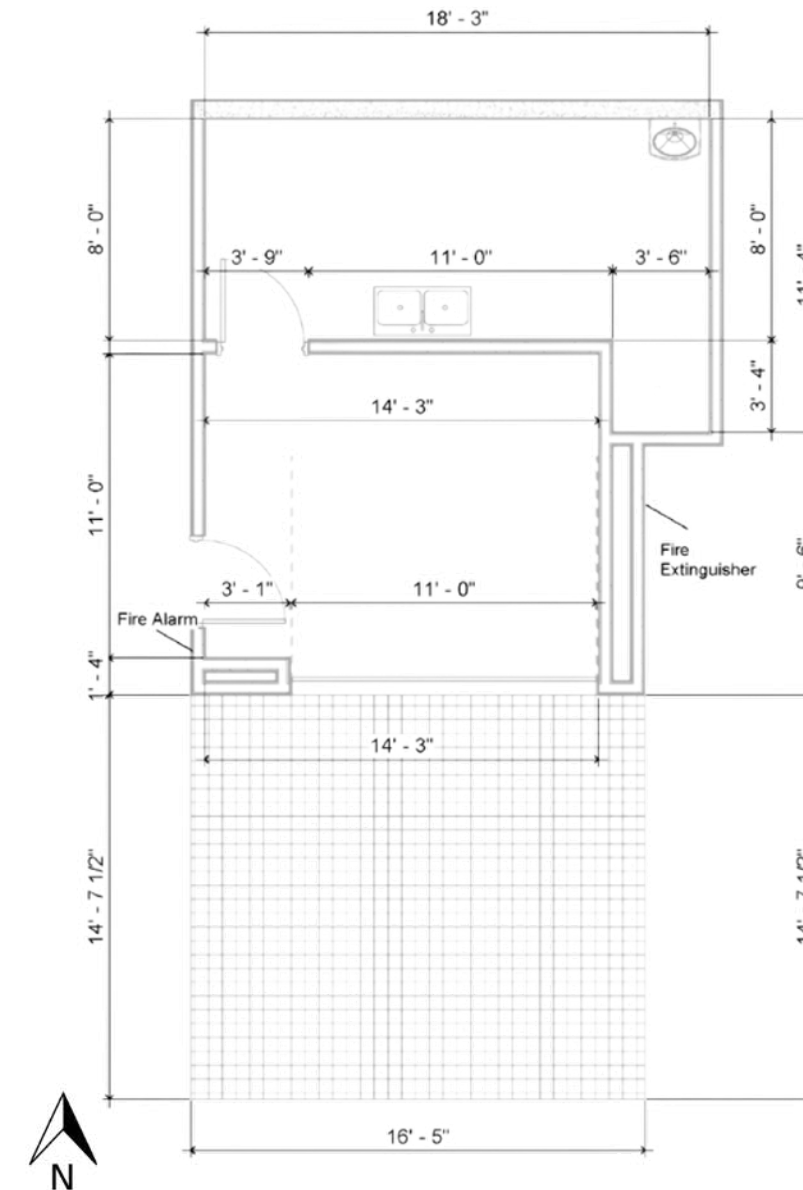 18' - 3"
8' - 0"
8' - 0"
3' - 9"
11' - 0"
3' - 6"
3' - 4"
14' - 3"
11' - 0"
Fire
Extinguisher
3' - 1"
11' - 0"
Fire Alarm
1' - 4"
14' - 3"
14' - 7 1/2"
16' - 5"
N